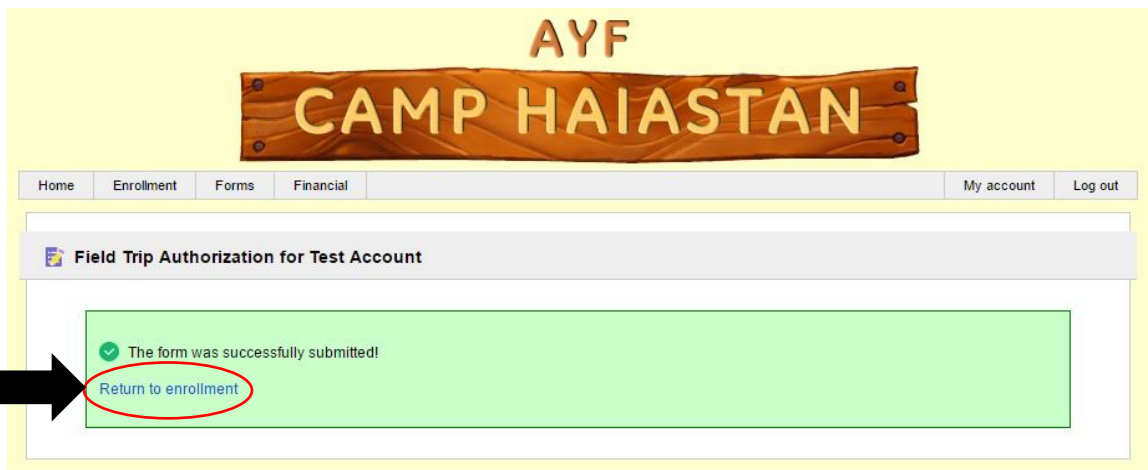 AYF
CAMP HAIASTAN
Home Enrollment Forms Financial My account Log out
Field Trip Authorization for Test Account
The form was successfully submitted!
Return to enrollment